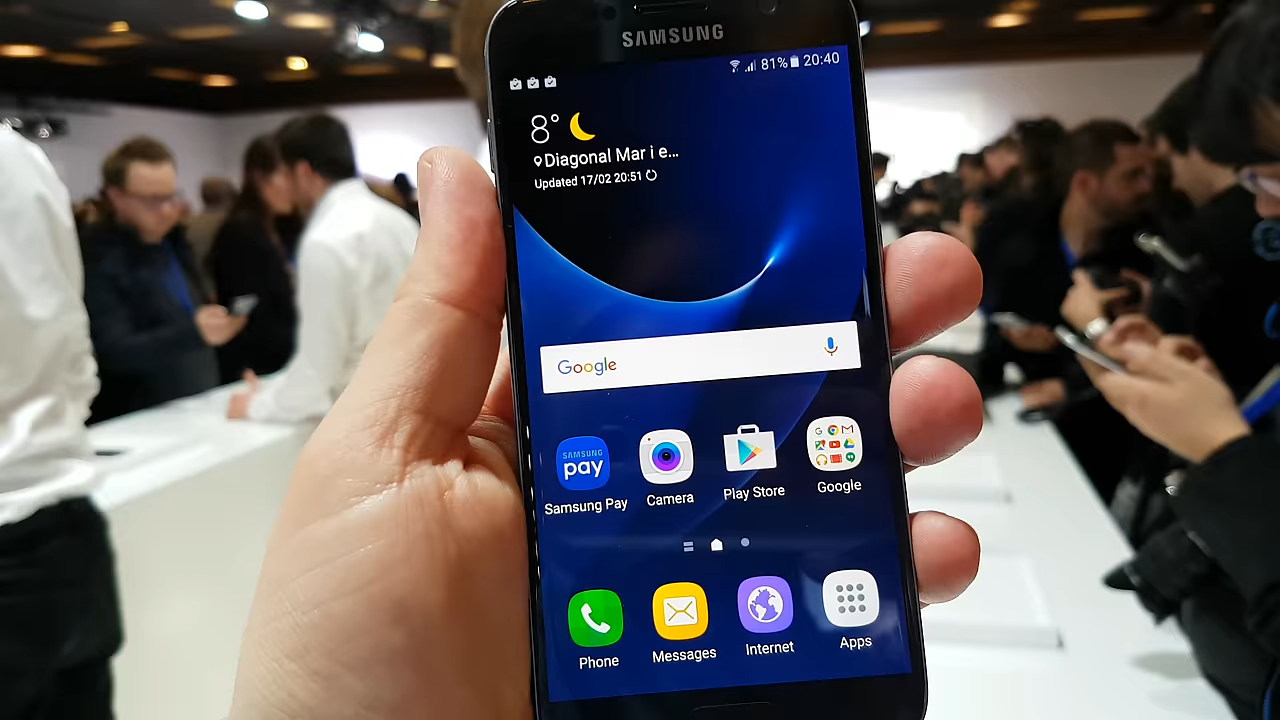 SAMSUNG
81% 20:40
8°
Diagonal Mar i e...
Updated 17/02 20:51
Google
SAMSUNG
pay
Samsung Pay
Camera
Play Store
Google
Phone
Messages
Internet
Apps